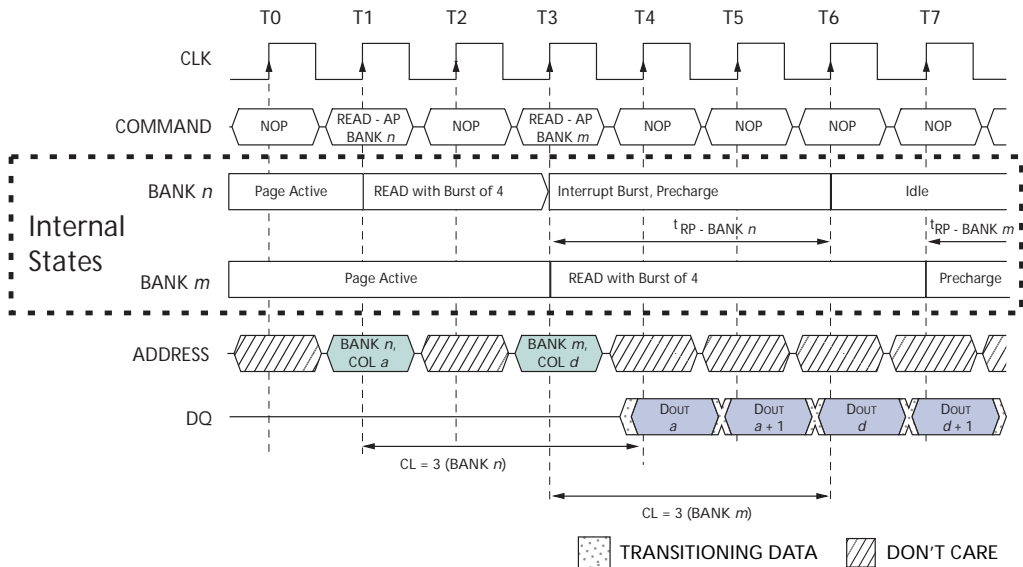 T0 T1 T2 T3 T4 T5 T6 T7
CLK
COMMAND NOP READ - AP NOP READ - AP NOP NOP NOP NOP
BANK n BANK m
BANK n Page Active READ with Burst of 4 Interrupt Burst, Precharge Idle
Internal
States
tRP - BANK n tRP - BANK m
BANK m Page Active READ with Burst of 4 Precharge
ADDRESS BANK n, BANK m,
COL a COL d
DQ DOUT DOUT DOUT DOUT
a a + 1 d d + 1
CL = 3 (BANK n)
CL = 3 (BANK m)
TRANSITIONING DATA DON'T CARE